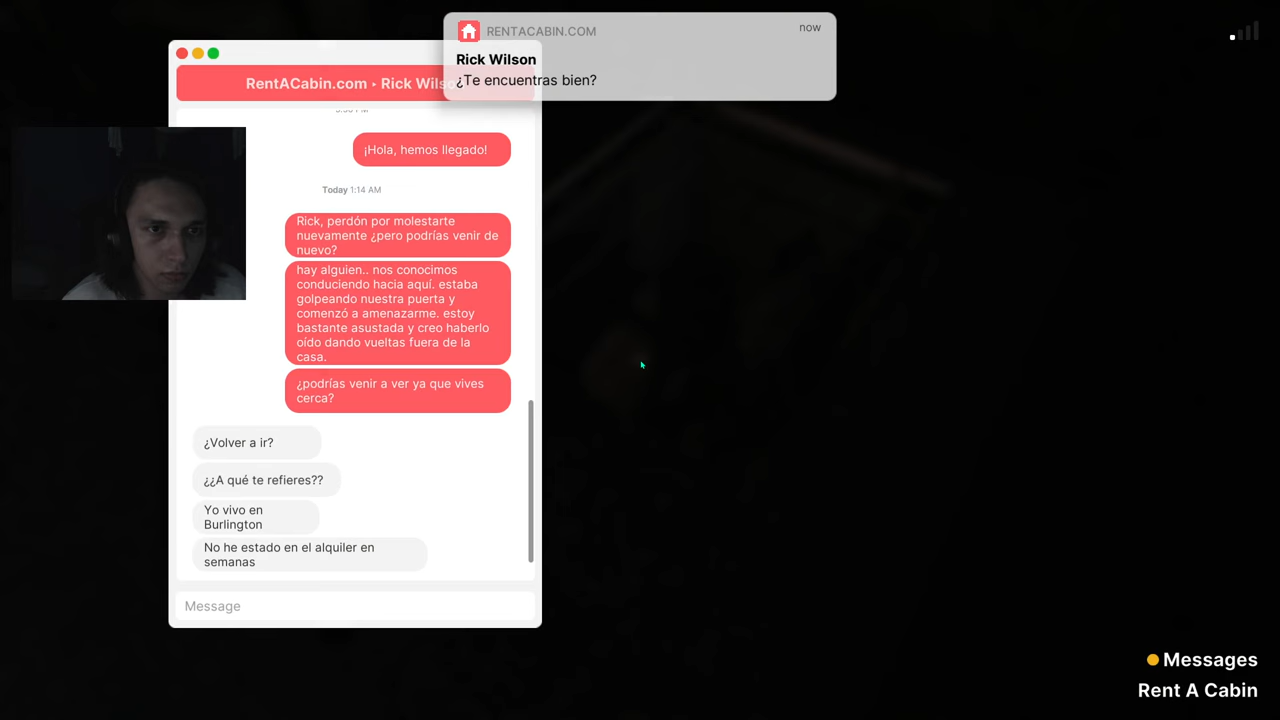 RENTACABIN.COM
now
Rick Wilson
¿Te encuentras bien?
RentACabin.com ▸ Rick Wilson
¡Hola, hemos llegado!
Today 1:14 AM
Rick, perdón por molestarte
nuevamente ¿pero podrías venir de
nuevo?
hay alguien.. nos conocimos
conduciendo hacia aquí. estaba
golpeando nuestra puerta y
comenzó a amenazarme. estoy
bastante asustada y creo haberlo
oído dando vueltas fuera de la
casa.
¿podrías venir a ver ya que vives
cerca?
¿Volver a ir?
¿¿A qué te refieres??
Yo vivo en
Burlington
No he estado en el alquiler en
semanas
Message
Messages
Rent A Cabin